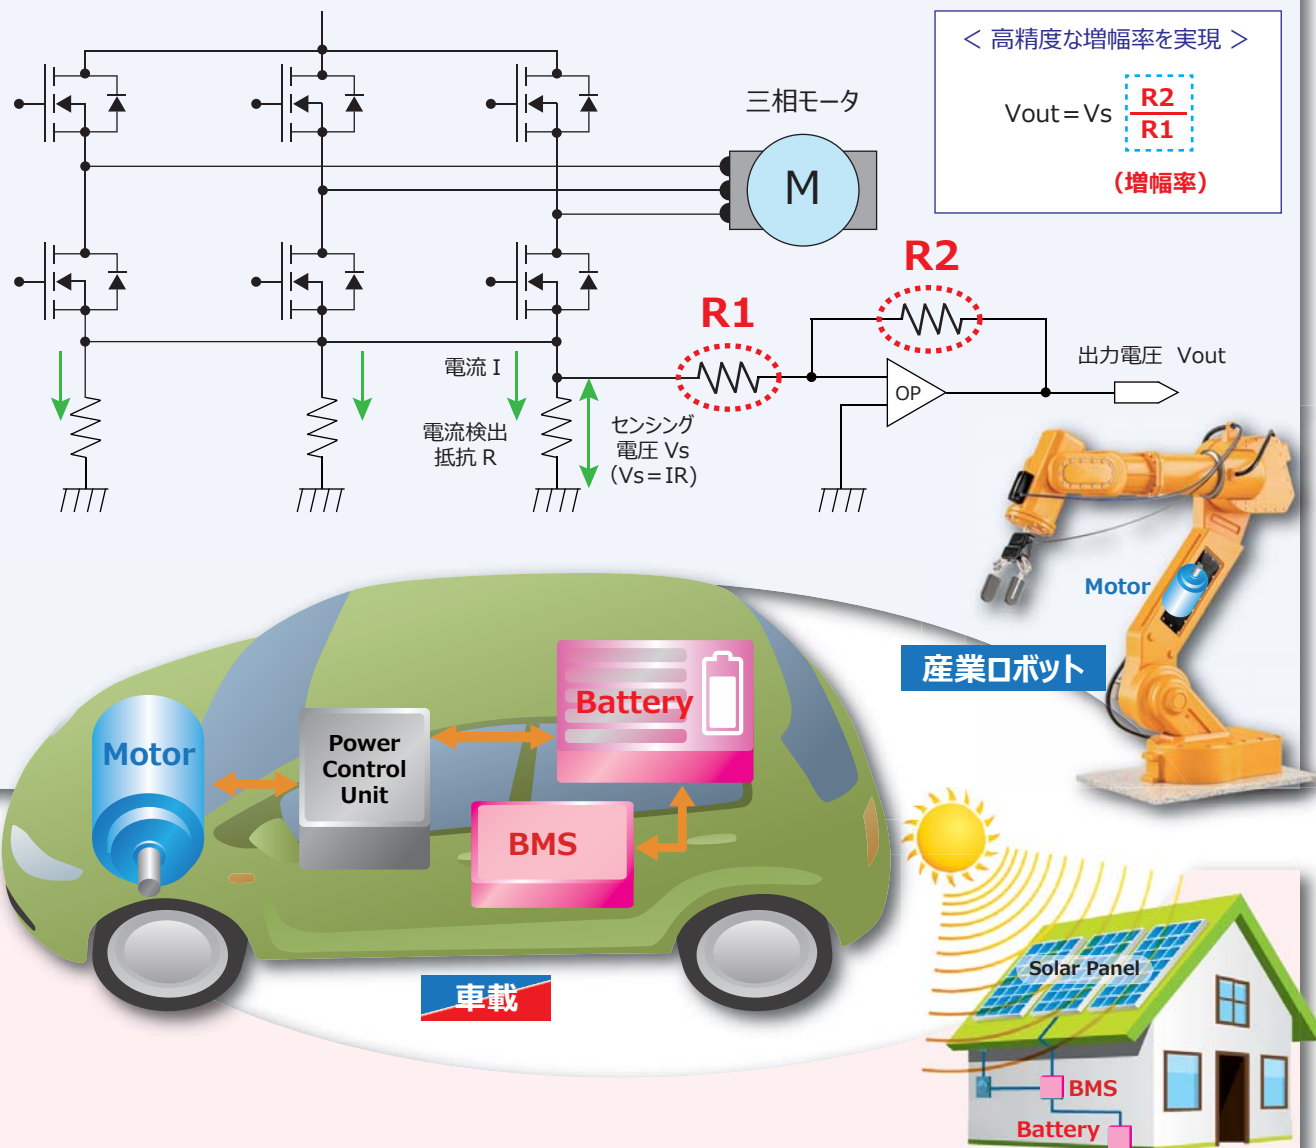 < 高精度な増幅率を実現 >
Vout=Vs R2
R1
(増幅率)
三相モータ
M
R2
R1
電流 I
出力電圧 Vout
OP
電流検出
抵抗 R
センシング
電圧 Vs
(Vs=IR)
Motor
産業ロボット
Battery
Motor
Power
Control
Unit
BMS
車載
Solar Panel
BMS
Battery